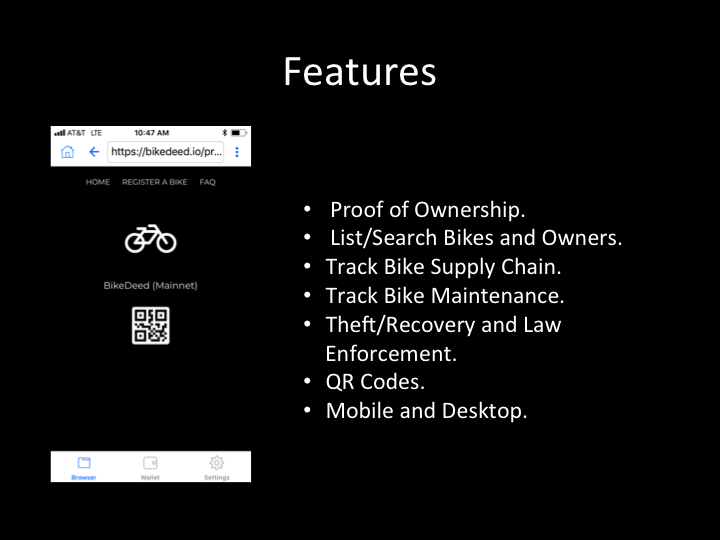 Features
AT&T LTE 10:47 AM
https://bikedeed.io/pr...
HOME REGISTER A BIKE FAQ
BikeDeed (Mainnet)
Browser Wallet Settings
• Proof of Ownership.
• List/Search Bikes and Owners.
• Track Bike Supply Chain.
• Track Bike Maintenance.
• Theft/Recovery and Law
Enforcement.
• QR Codes.
• Mobile and Desktop.